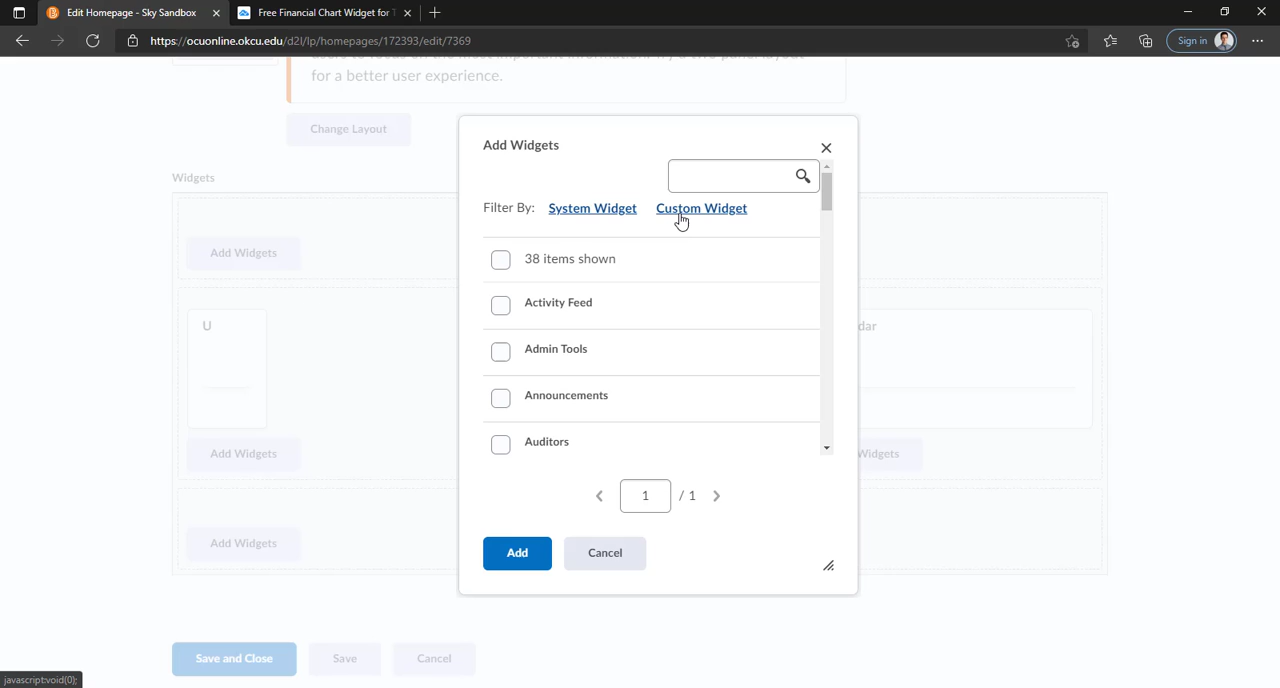 Edit Homepage - Sky Sandbox
Free Financial Chart Widget for
https://ocuonline.okcu.edu/d2l/lp/homepages/172393/edit/7369
Sign in
for a better user experience.
Change Layout
Widgets
Add Widgets
Filter By: System Widget Custom Widget
38 items shown
Activity Feed
Admin Tools
Announcements
Auditors
1 / 1
Add Cancel
Add Widgets
U
dar
Add Widgets
Widgets
Add Widgets
Save and Close Save Cancel
javascript:void(0);